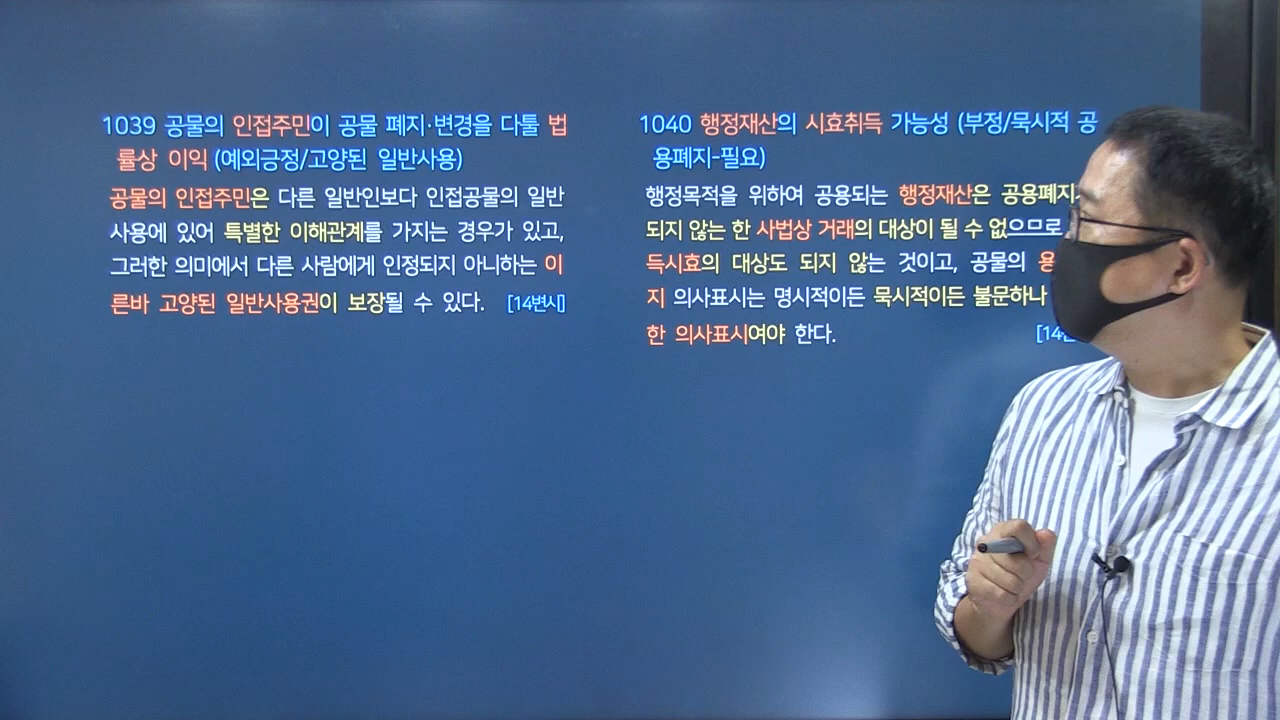 1039 공물의 인접주민이 공물 폐지·변경을 다툴 법
률상 이익 (예외긍정/고양된 일반사용)
공물의 인접주민은 다른 일반인보다 인접공물의 일반
사용에 있어 특별한 이해관계를 가지는 경우가 있고,
그러한 의미에서 다른 사람에게 인정되지 아니하는 이
른바 고양된 일반사용권이 보장될 수 있다. [14변시]
1040 행정재산의 시효취득 가능성 (부정/묵시적 공
용폐지-필요)
행정목적을 위하여 공용되는 행정재산은 공용폐지
되지 않는 한 사법상 거래의 대상이 될 수 없으므로
득시효의 대상도 되지 않는 것이고, 공물의
지 의사표시는 명시적이든 묵시적이든 불문하나
한 의사표시여야 한다. [14